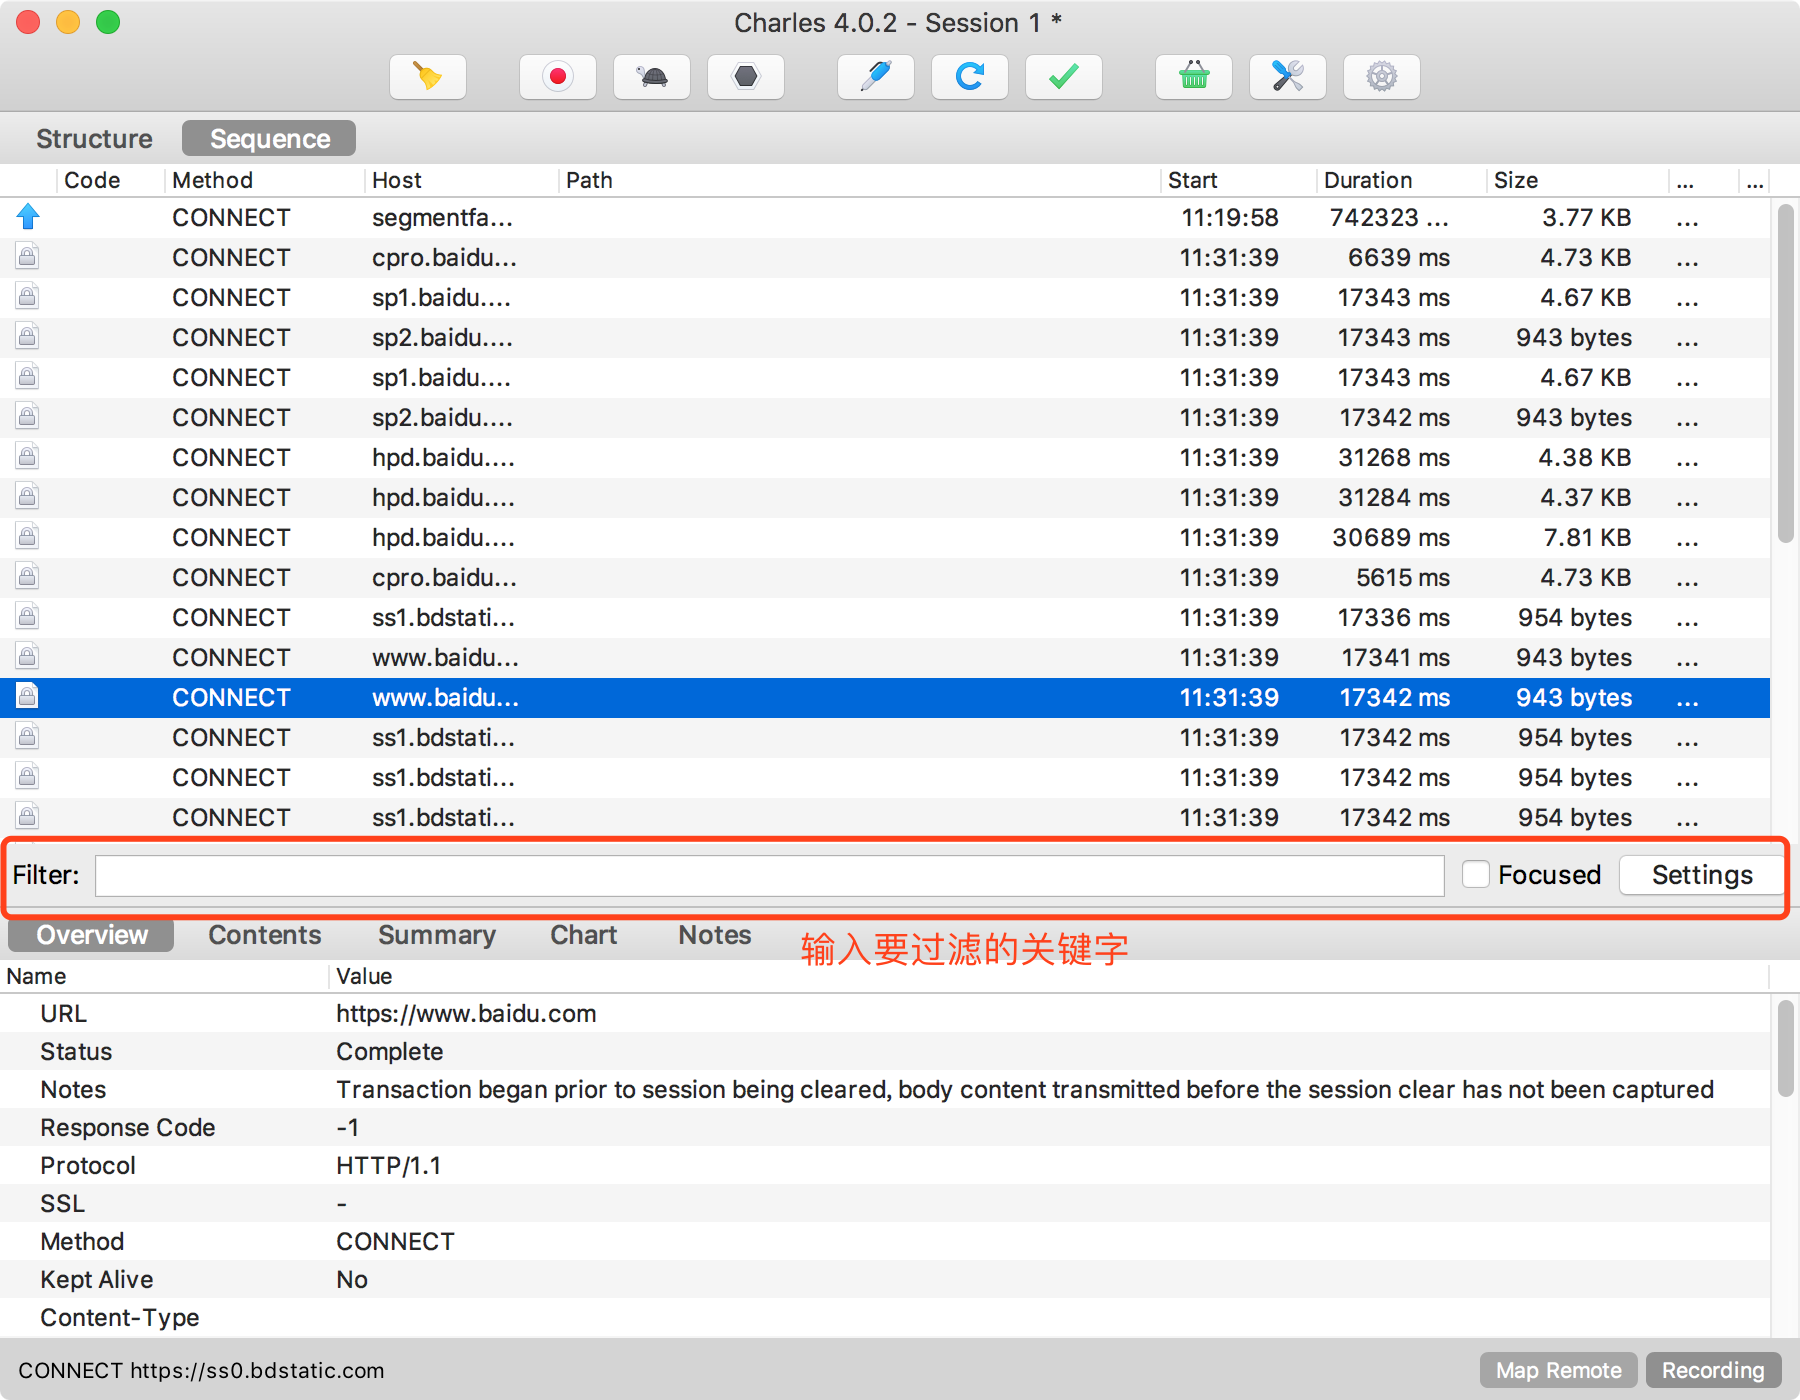 Charles 4.0.2 - Session 1 *
Structure Sequence
Code Method Host Path Start Duration Size ... ...
CONNECT segmentfa... 11:19:58 742323 ... 3.77 KB ...
CONNECT cpro.baidu... 11:31:39 6639 ms 4.73 KB ...
CONNECT sp1.baidu.... 11:31:39 17343 ms 4.67 KB ...
CONNECT sp2.baidu.... 11:31:39 17343 ms 943 bytes ...
CONNECT sp1.baidu.... 11:31:39 17343 ms 4.67 KB ...
CONNECT sp2.baidu.... 11:31:39 17342 ms 943 bytes ...
CONNECT hpd.baidu.... 11:31:39 31268 ms 4.38 KB ...
CONNECT hpd.baidu.... 11:31:39 31284 ms 4.37 KB ...
CONNECT hpd.baidu.... 11:31:39 30689 ms 7.81 KB ...
CONNECT cpro.baidu... 11:31:39 5615 ms 4.73 KB ...
CONNECT ss1.bdstati... 11:31:39 17336 ms 954 bytes ...
CONNECT www.baidu... 11:31:39 17341 ms 943 bytes ...
CONNECT www.baidu... 11:31:39 17342 ms 943 bytes ...
CONNECT ss1.bdstati... 11:31:39 17342 ms 954 bytes ...
CONNECT ss1.bdstati... 11:31:39 17342 ms 954 bytes ...
CONNECT ss1.bdstati... 11:31:39 17342 ms 954 bytes ...
Filter: Focused Settings
Overview Contents Summary Chart Notes
输入要过滤的关键字
Name Value
URL https://www.baidu.com
Status Complete
Notes Transaction began prior to session being cleared, body content transmitted before the session clear has not been captured
Response Code -1
Protocol HTTP/1.1
SSL -
Method CONNECT
Kept Alive No
Content-Type
CONNECT https://ss0.bdstatic.com Map Remote Recording